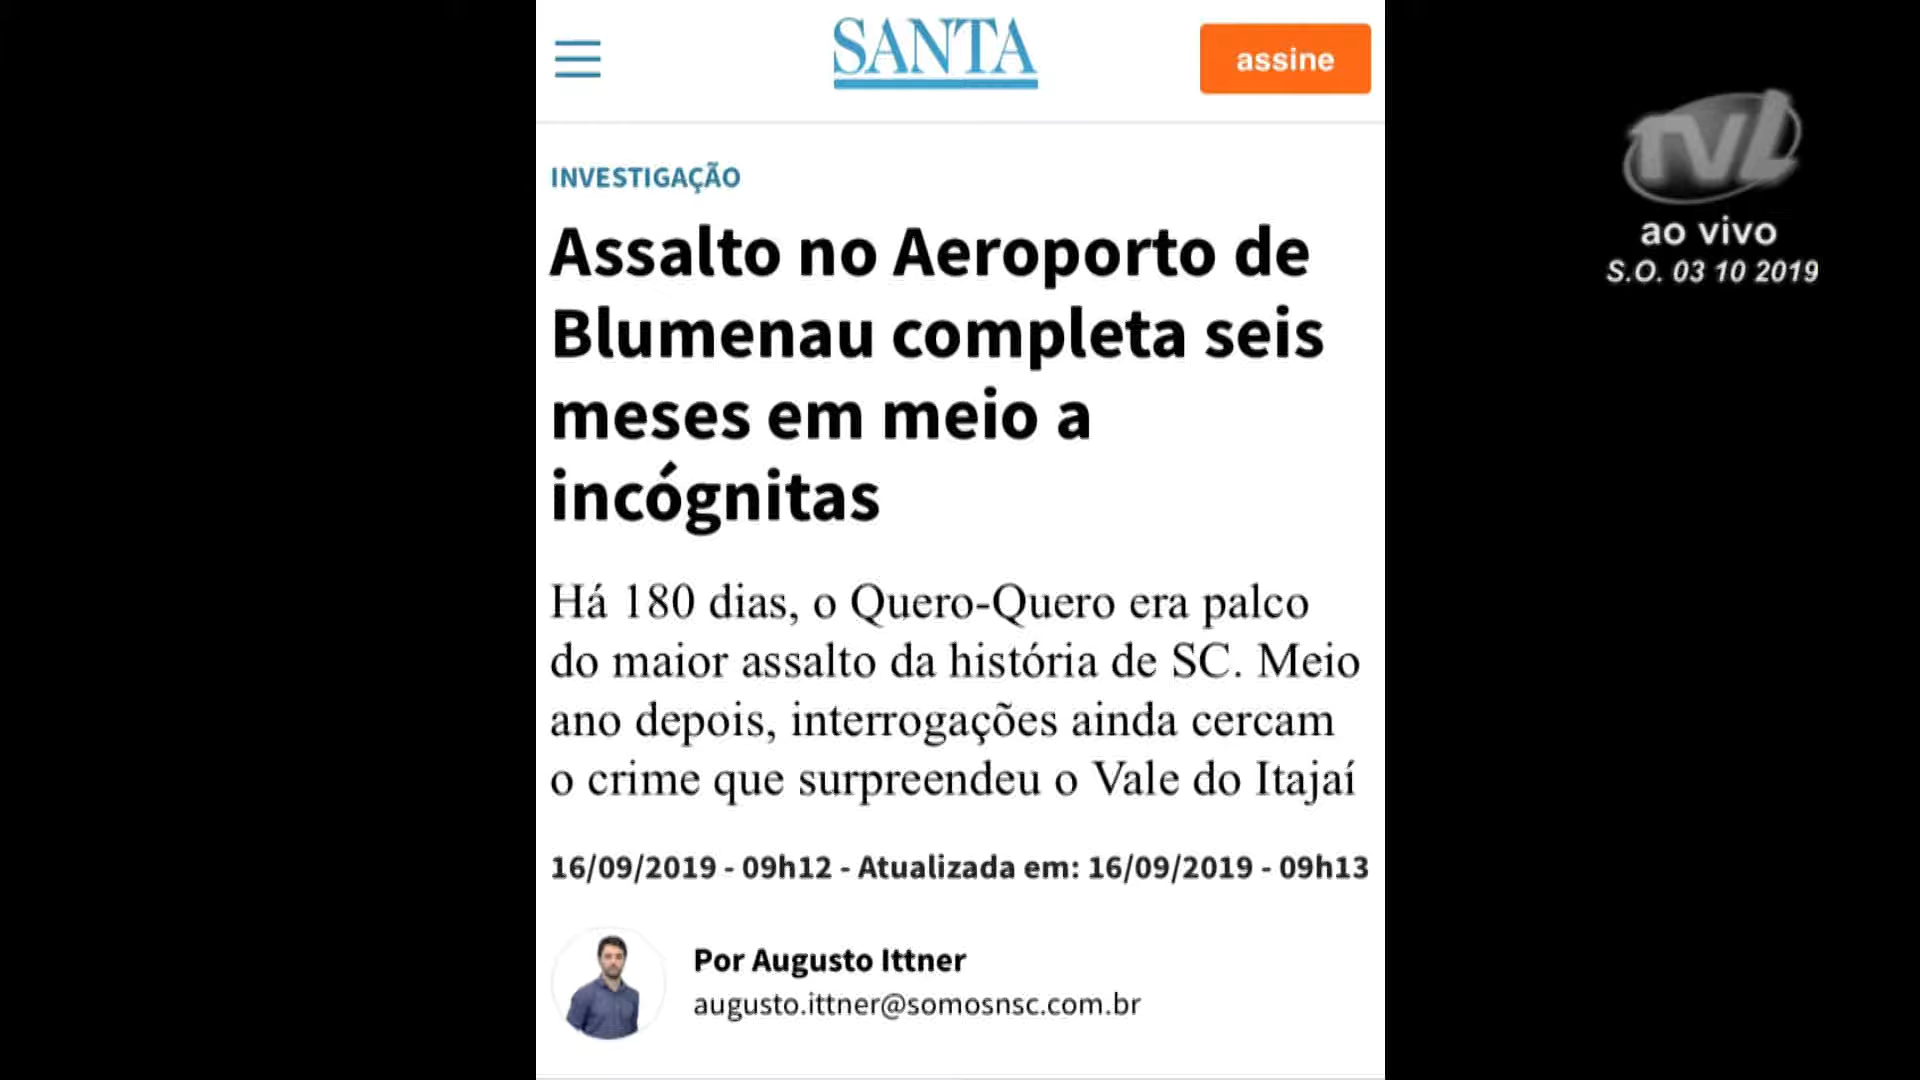 SANTA
assine
TVL
ao vivo
S.O. 03 10 2019
INVESTIGAÇÃO
Assalto no Aeroporto de
Blumenau completa seis
meses em meio a
incógnitas
Há 180 dias, o Quero-Quero era palco
do maior assalto da história de SC. Meio
ano depois, interrogações ainda cercam
o crime que surpreendeu o Vale do Itajaí
16/09/2019 - 09h12 - Atualizada em: 16/09/2019 - 09h13
Por Augusto Ittner
augusto.ittner@somosnsc.com.br